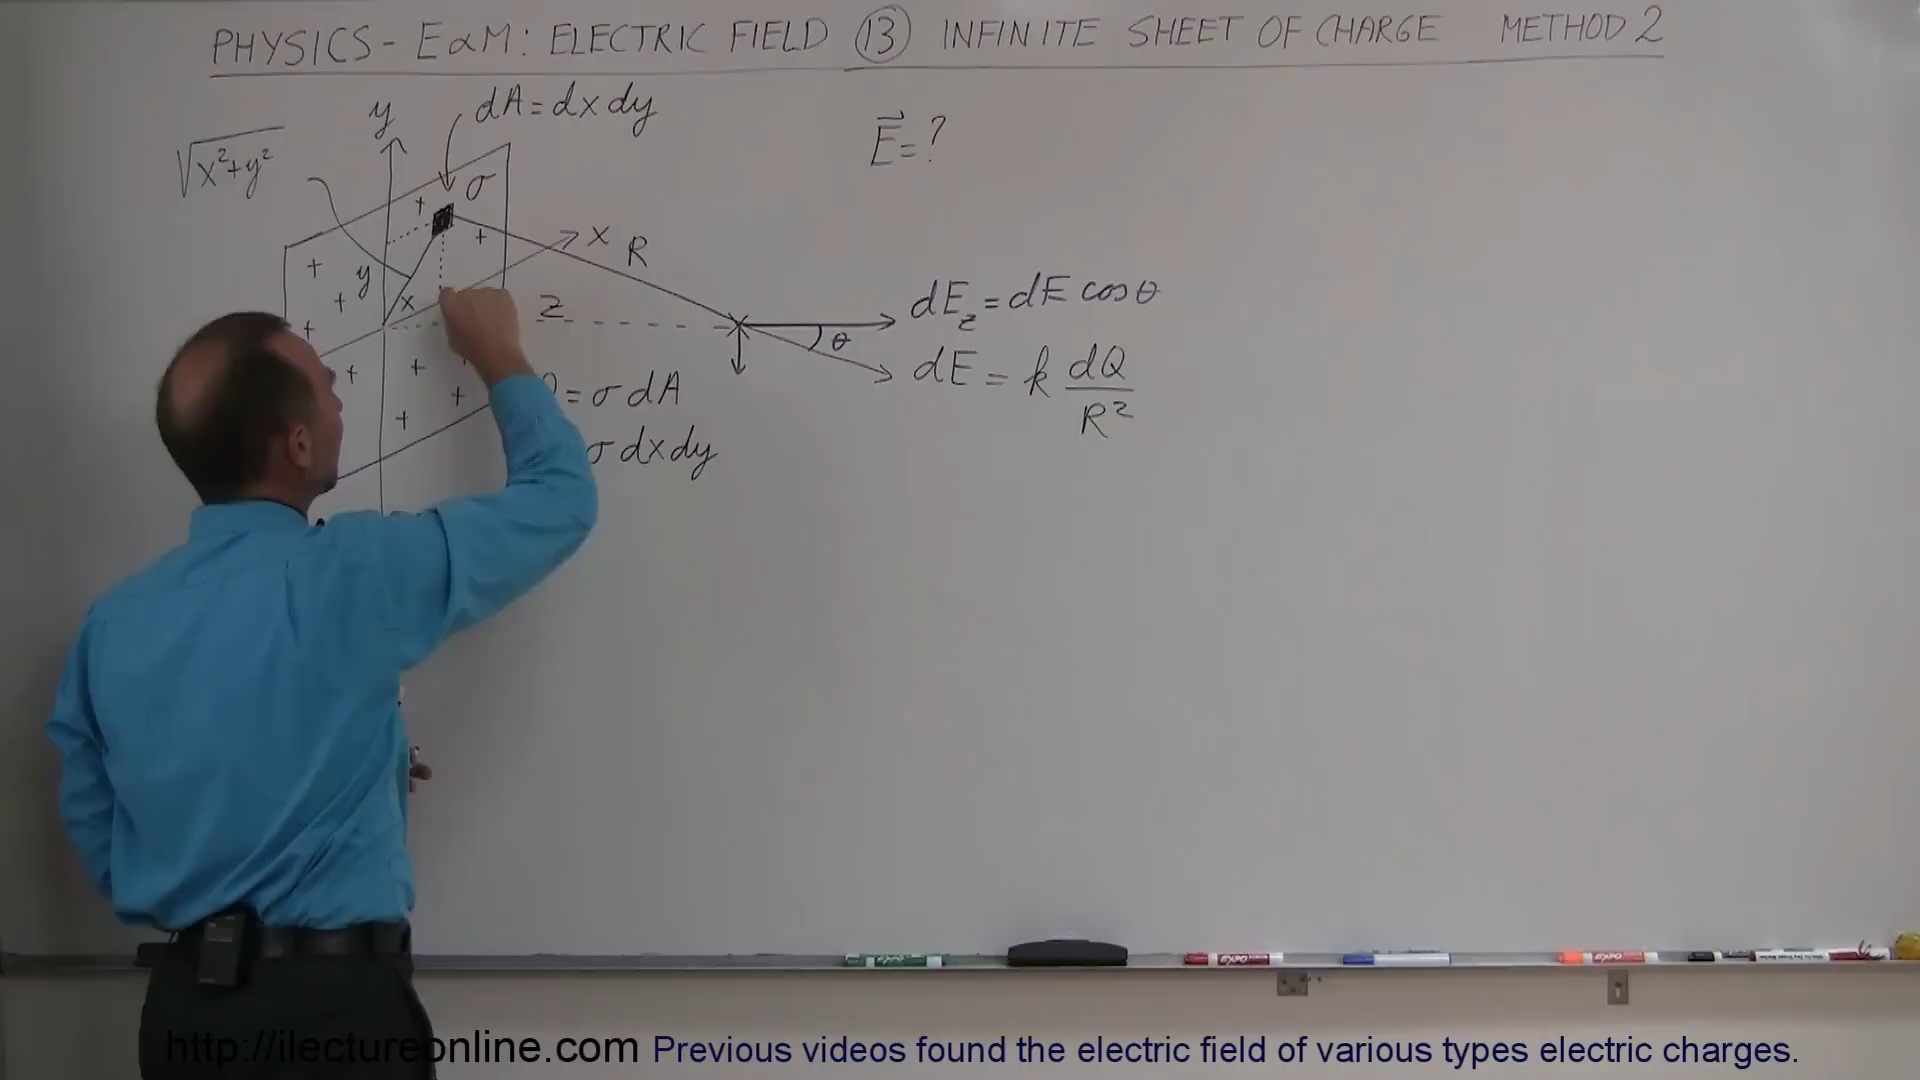 PHYSICS - E&M: ELECTRIC FIELD 13 INFINITE SHEET OF CHARGE METHOD 2
y
dA = dx dy
√x²+y²
E⃗ = ?
σ
x
R
y
x
z
dE_z = dE cos θ
θ
dE = k dQ/R²
= σ dA
σ dx dy
http://ilectureonline.com Previous videos found the electric field of various types electric charges.